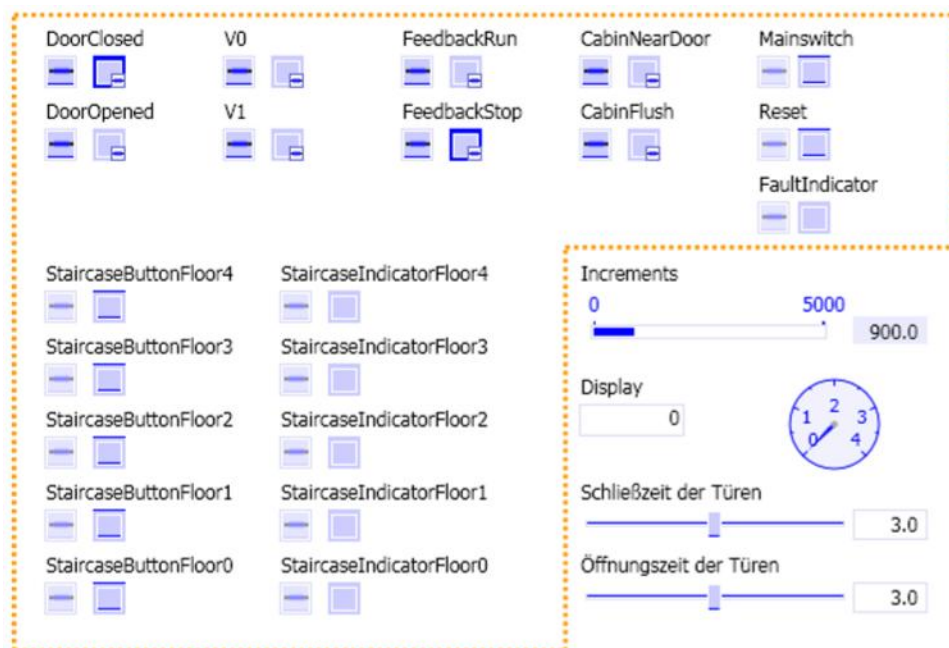 DoorClosed V0 FeedbackRun CabinNearDoor Mainswitch
DoorOpened V1 FeedbackStop CabinFlush Reset
FaultIndicator
StaircaseButtonFloor4 StaircaseIndicatorFloor4
StaircaseButtonFloor3 StaircaseIndicatorFloor3
StaircaseButtonFloor2 StaircaseIndicatorFloor2
StaircaseButtonFloor1 StaircaseIndicatorFloor1
StaircaseButtonFloor0 StaircaseIndicatorFloor0
Increments
0 5000
900.0
Display
0
0 1 2 3 4
Schließzeit der Türen
3.0
Öffnungszeit der Türen
3.0